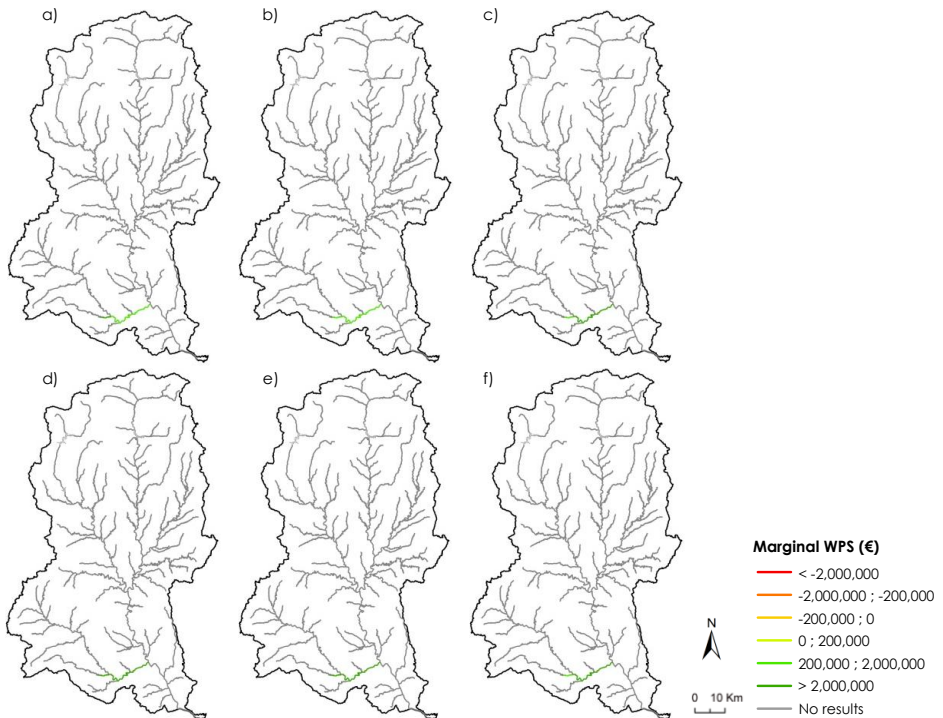 a)
b)
c)
d)
e)
f)
Marginal WPS (€)
< -2,000,000
-2,000,000 ; -200,000
-200,000 ; 0
0 ; 200,000
200,000 ; 2,000,000
> 2,000,000
No results
N
0 10 Km